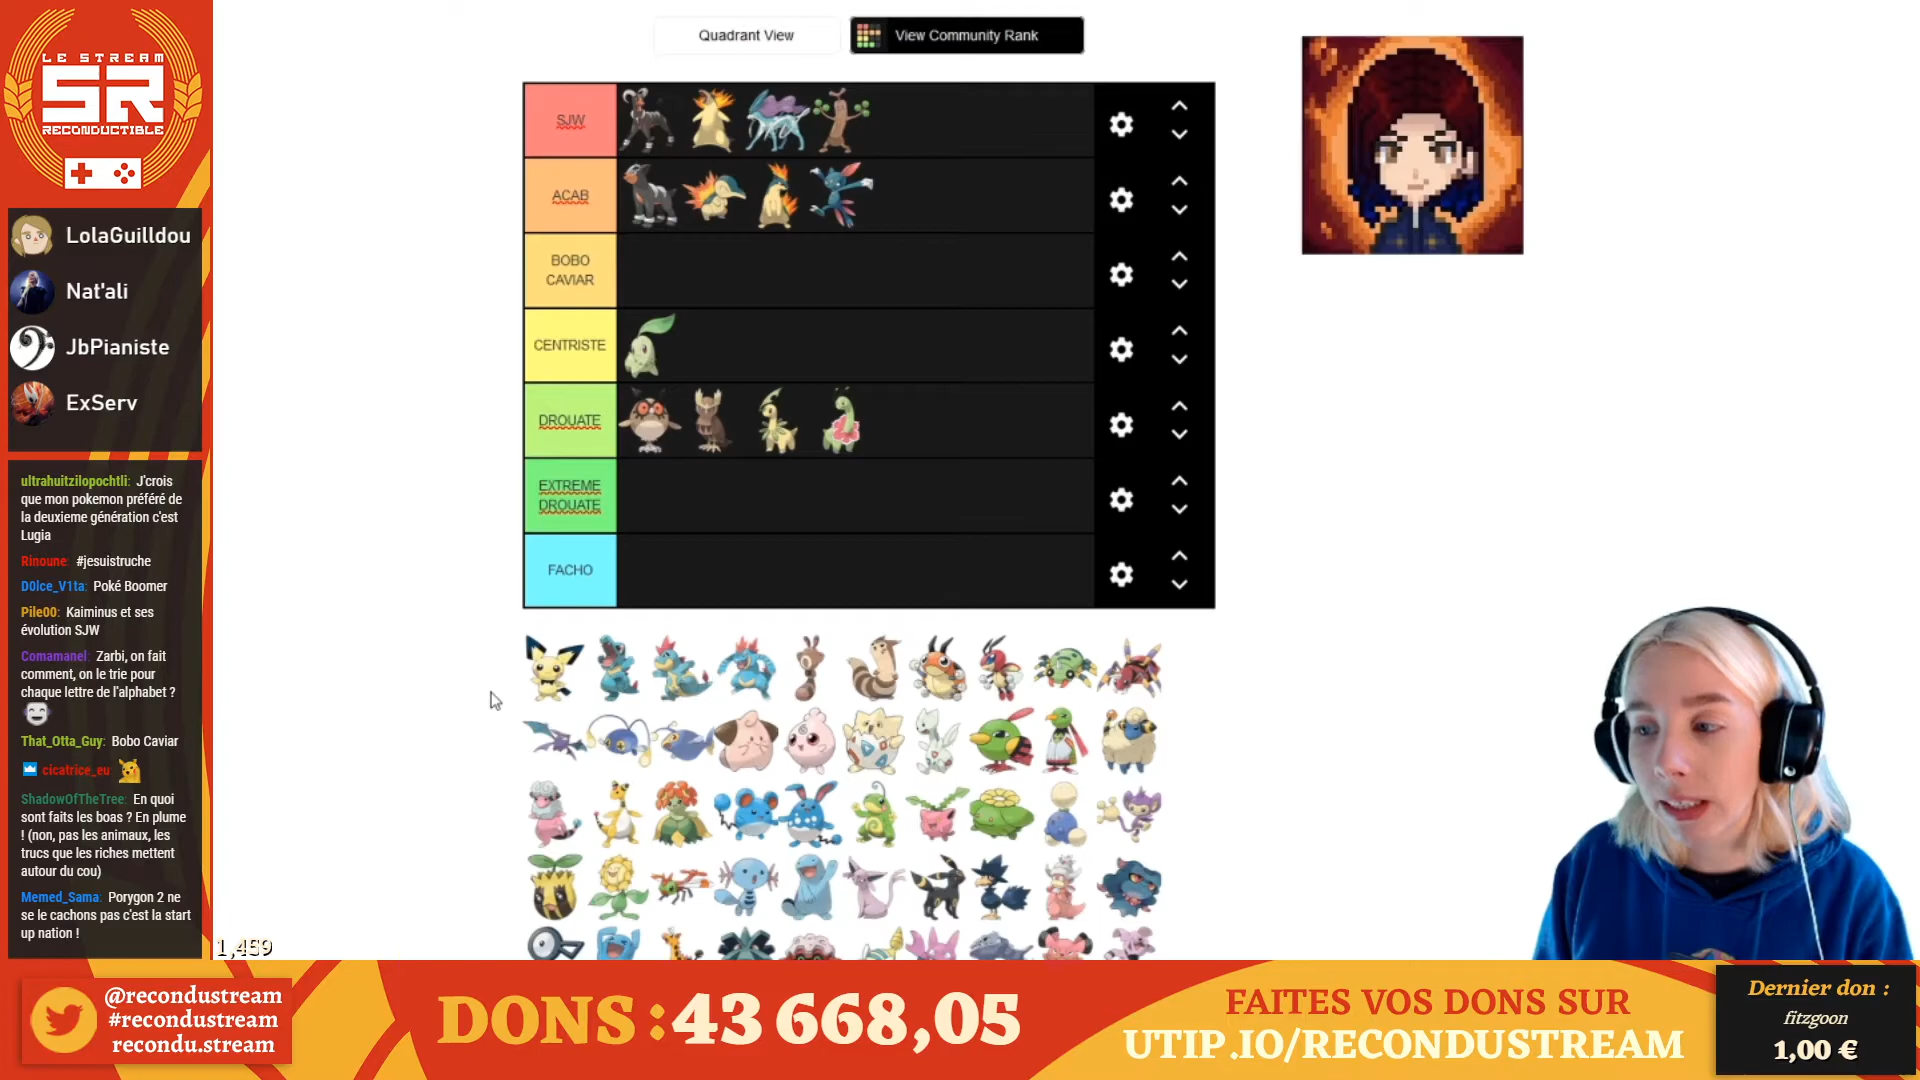 LE STREAM
SR
RECONDUCTIBLE
LolaGuilldou
Nat'ali
JbPianiste
ExServ
ultrahuitzilopochtli: J'crois
que mon pokemon préféré de
la deuxieme génération c'est
Lugia
Rinoune: #jesuistruche
D0lce_V1ta: Poké Boomer
Pile00: Kaiminus et ses
évolution SJW
Comamanel: Zarbi, on fait
comment, on le trie pour
chaque lettre de l'alphabet ?
That_Otta_Guy: Bobo Caviar
cicatrice_eu
ShadowOfTheTree: En quoi
sont faits les boas ? En plume
! (non, pas les animaux, les
trucs que les riches mettent
autour du cou)
Memed_Sama: Porygon 2 ne
se le cachons pas c'est la start
up nation !
1,459
Quadrant View
View Community Rank
SJW
ACAB
BOBO
CAVIAR
CENTRISTE
DROUATE
EXTREME
DROUATE
FACHO
@recondustream
#recondustream
recondu.stream
DONS : 43 668,05
FAITES VOS DONS SUR
UTIP.IO/RECONDUSTREAM
Dernier don :
fitzgoon
1,00 €